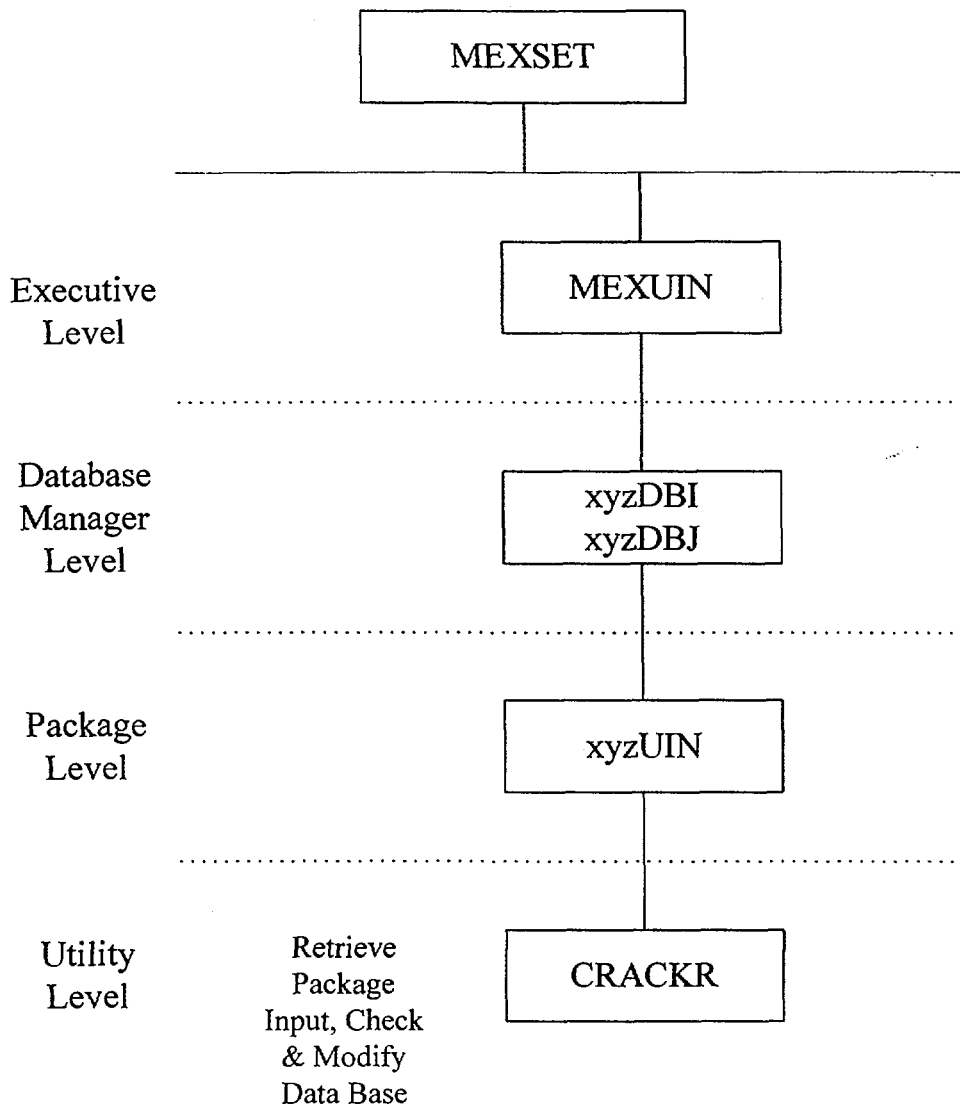 MEXSET
Executive
Level
MEXUIN
Database
Manager
Level
xyzDBI
xyzDBJ
Package
Level
xyzUIN
Utility
Level
Retrieve
Package
Input, Check
& Modify
Data Base
CRACKR